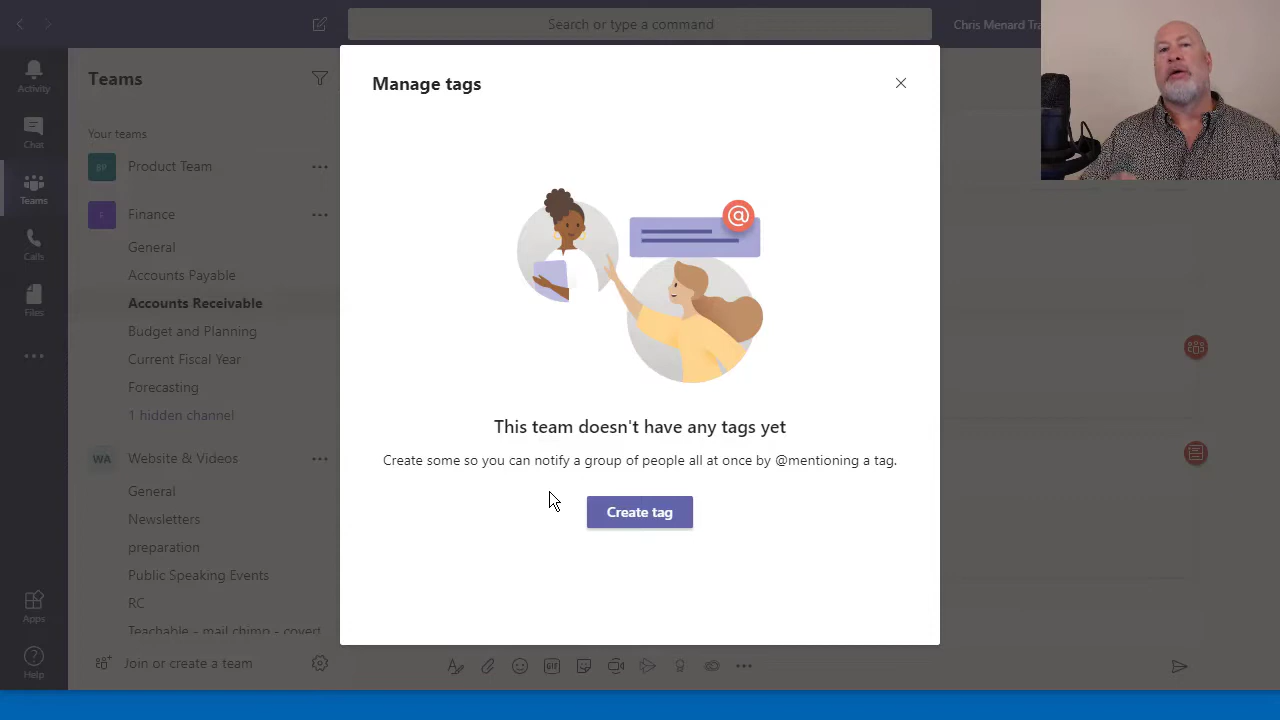 Search or type a command
Chris Menard Tra
Activity
Chat
Teams
Calls
Files
Apps
Help
Teams
Your teams
BP Product Team
F Finance
General
Accounts Payable
Accounts Receivable
Budget and Planning
Current Fiscal Year
Forecasting
1 hidden channel
WA Website & Videos
General
Newsletters
preparation
Public Speaking Events
RC
Teachable - mail chimp - covert
Join or create a team
Manage tags
@
This team doesn't have any tags yet
Create some so you can notify a group of people all at once by @mentioning a tag.
Create tag
GIF